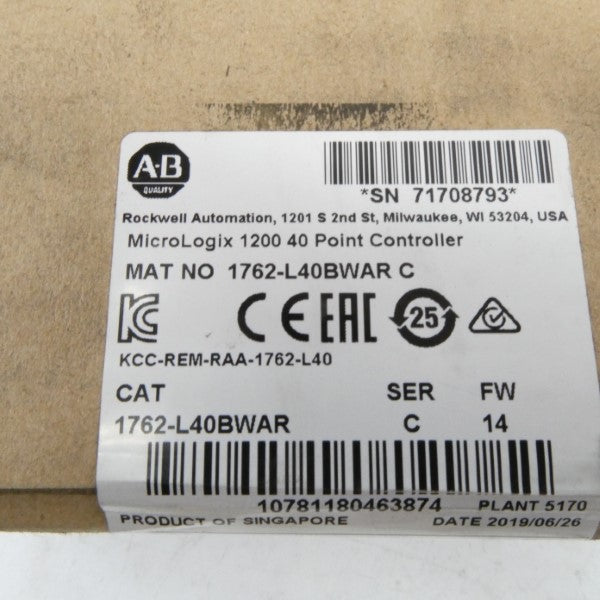 A-B
QUALITY
*SN 71708793*
Rockwell Automation, 1201 S 2nd St, Milwaukee, WI 53204, USA
MicroLogix 1200 40 Point Controller
MAT NO 1762-L40BWAR C
KC CE EAC 25
KCC-REM-RAA-1762-L40
CAT SER FW
1762-L40BWAR C 14
10781180463874 PLANT 5170
PRODUCT OF SINGAPORE DATE 2019/06/26